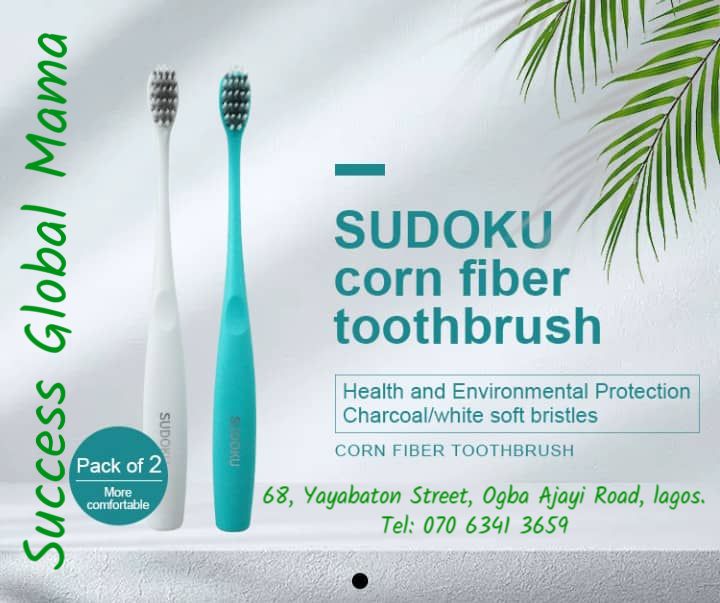 Success Global Mama
SUDOKU
corn fiber
toothbrush
Health and Environmental Protection
Charcoal/white soft bristles
CORN FIBER TOOTHBRUSH
SUDOKU
SUDOKU
Pack of 2
More
comfortable
68, Yayabaton Street, Ogba Ajayi Road, lagos.
Tel: 070 6341 3659